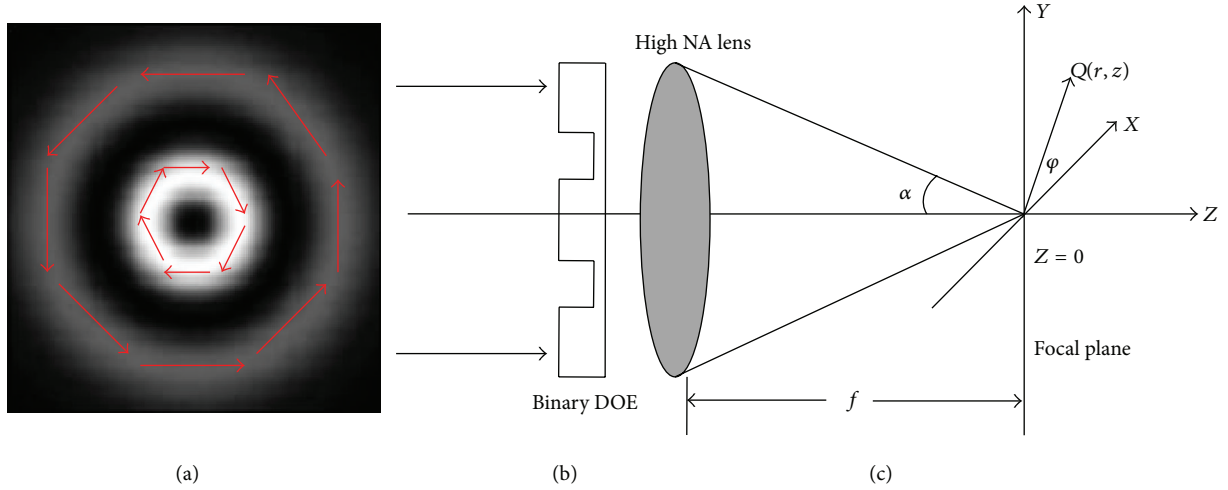 Y
High NA lens
Q(r, z)
X
φ
α
Z
Z = 0
Focal plane
Binary DOE
f
(a)
(b)
(c)